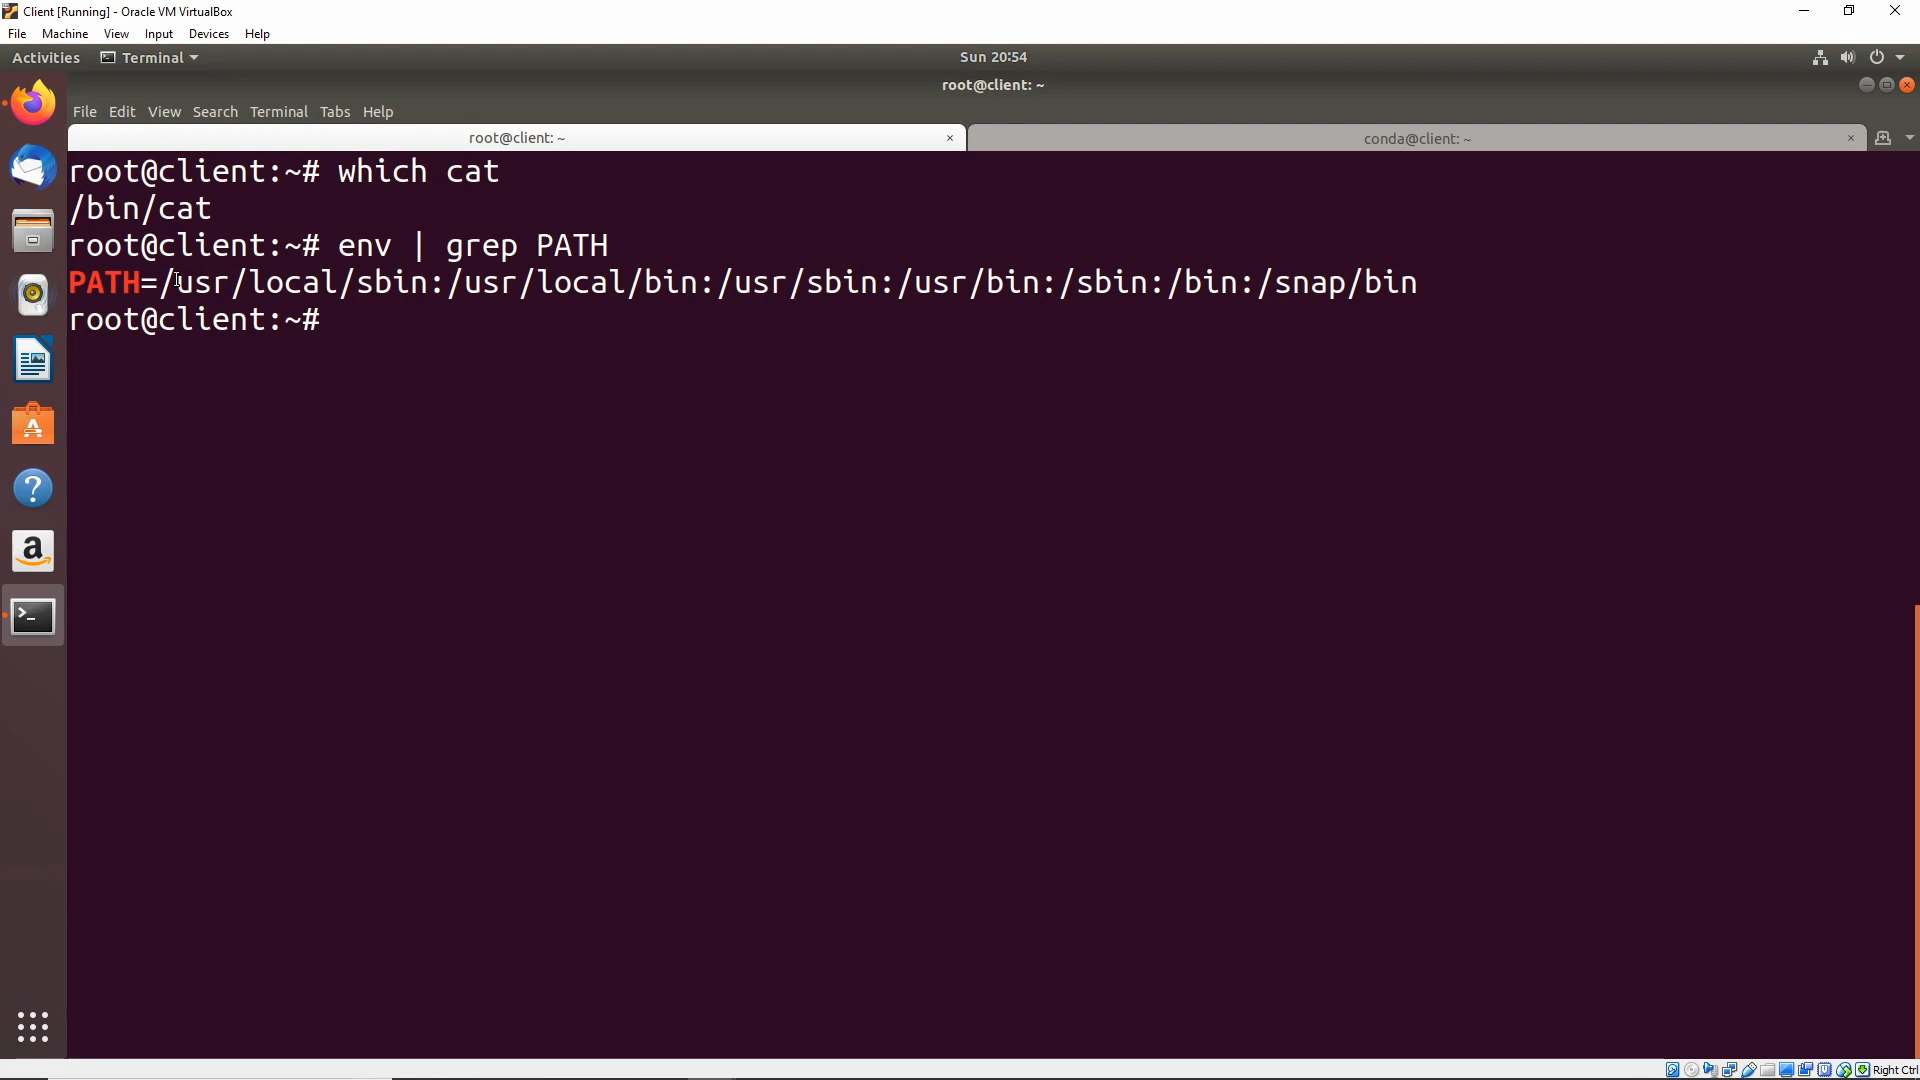 Client [Running] - Oracle VM VirtualBox
File Machine View Input Devices Help
Activities Terminal Sun 20:54
root@client: ~
File Edit View Search Terminal Tabs Help
root@client: ~ × conda@client: ~ ×
root@client:~# which cat
/bin/cat
root@client:~# env | grep PATH
PATH=/usr/local/sbin:/usr/local/bin:/usr/sbin:/usr/bin:/sbin:/bin:/snap/bin
root@client:~#
Right Ctrl